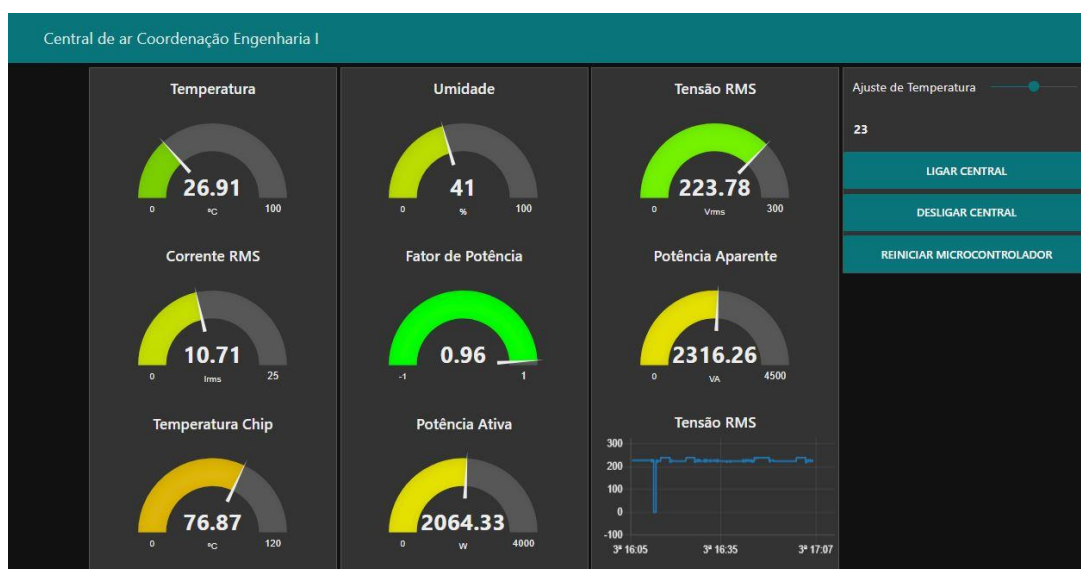 Central de ar Coordenação Engenharia I
Temperatura
26.91
0
ºC
100
Umidade
41
0
%
100
Tensão RMS
223.78
0
Vrms
300
Ajuste de Temperatura
23
LIGAR CENTRAL
DESLIGAR CENTRAL
REINICIAR MICROCONTROLADOR
Corrente RMS
10.71
0
Irms
25
Fator de Potência
0.96
-1
1
Potência Aparente
2316.26
0
VA
4500
Temperatura Chip
76.87
0
ºC
120
Potência Ativa
2064.33
0
W
4000
Tensão RMS
300
200
100
0
-100
3ª 16:05
3ª 16:35
3ª 17:07